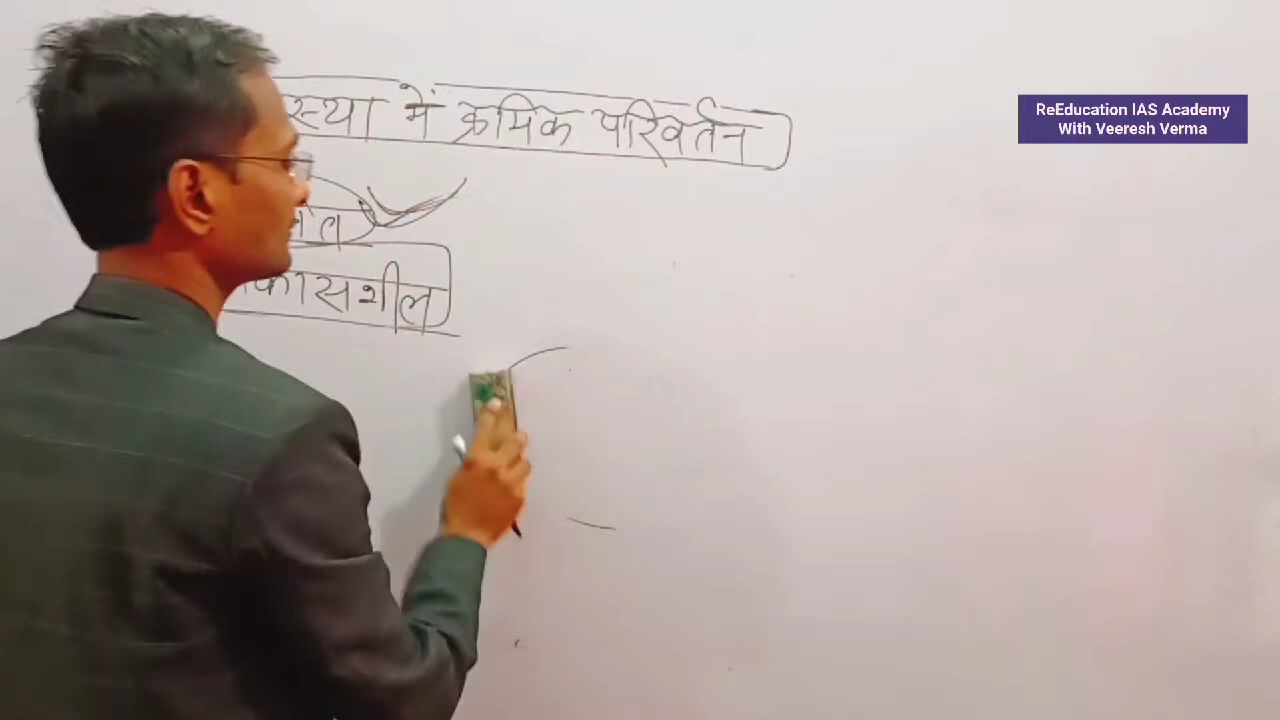 स्था में क्रमिक परिवर्तन
ल
कासशील
ReEducation IAS Academy
With Veeresh Verma